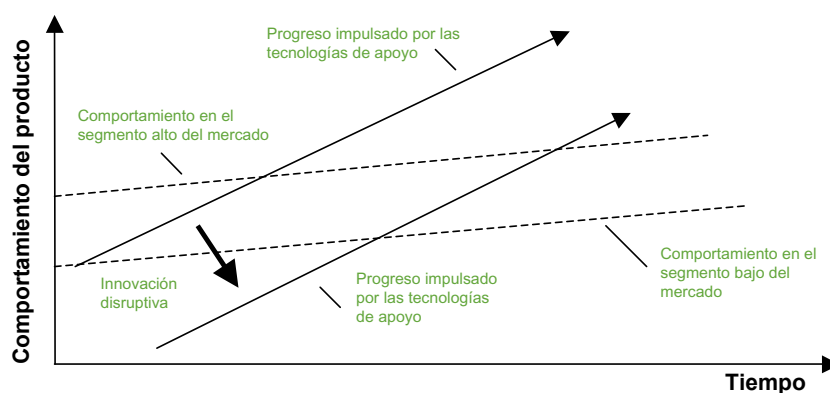 Comportamiento del producto
Progreso impulsado por las
tecnologías de apoyo
Comportamiento en el
segmento alto del mercado
Innovación
disruptiva
Progreso impulsado
por las tecnologías
de apoyo
Comportamiento en el
segmento bajo del
mercado
Tiempo